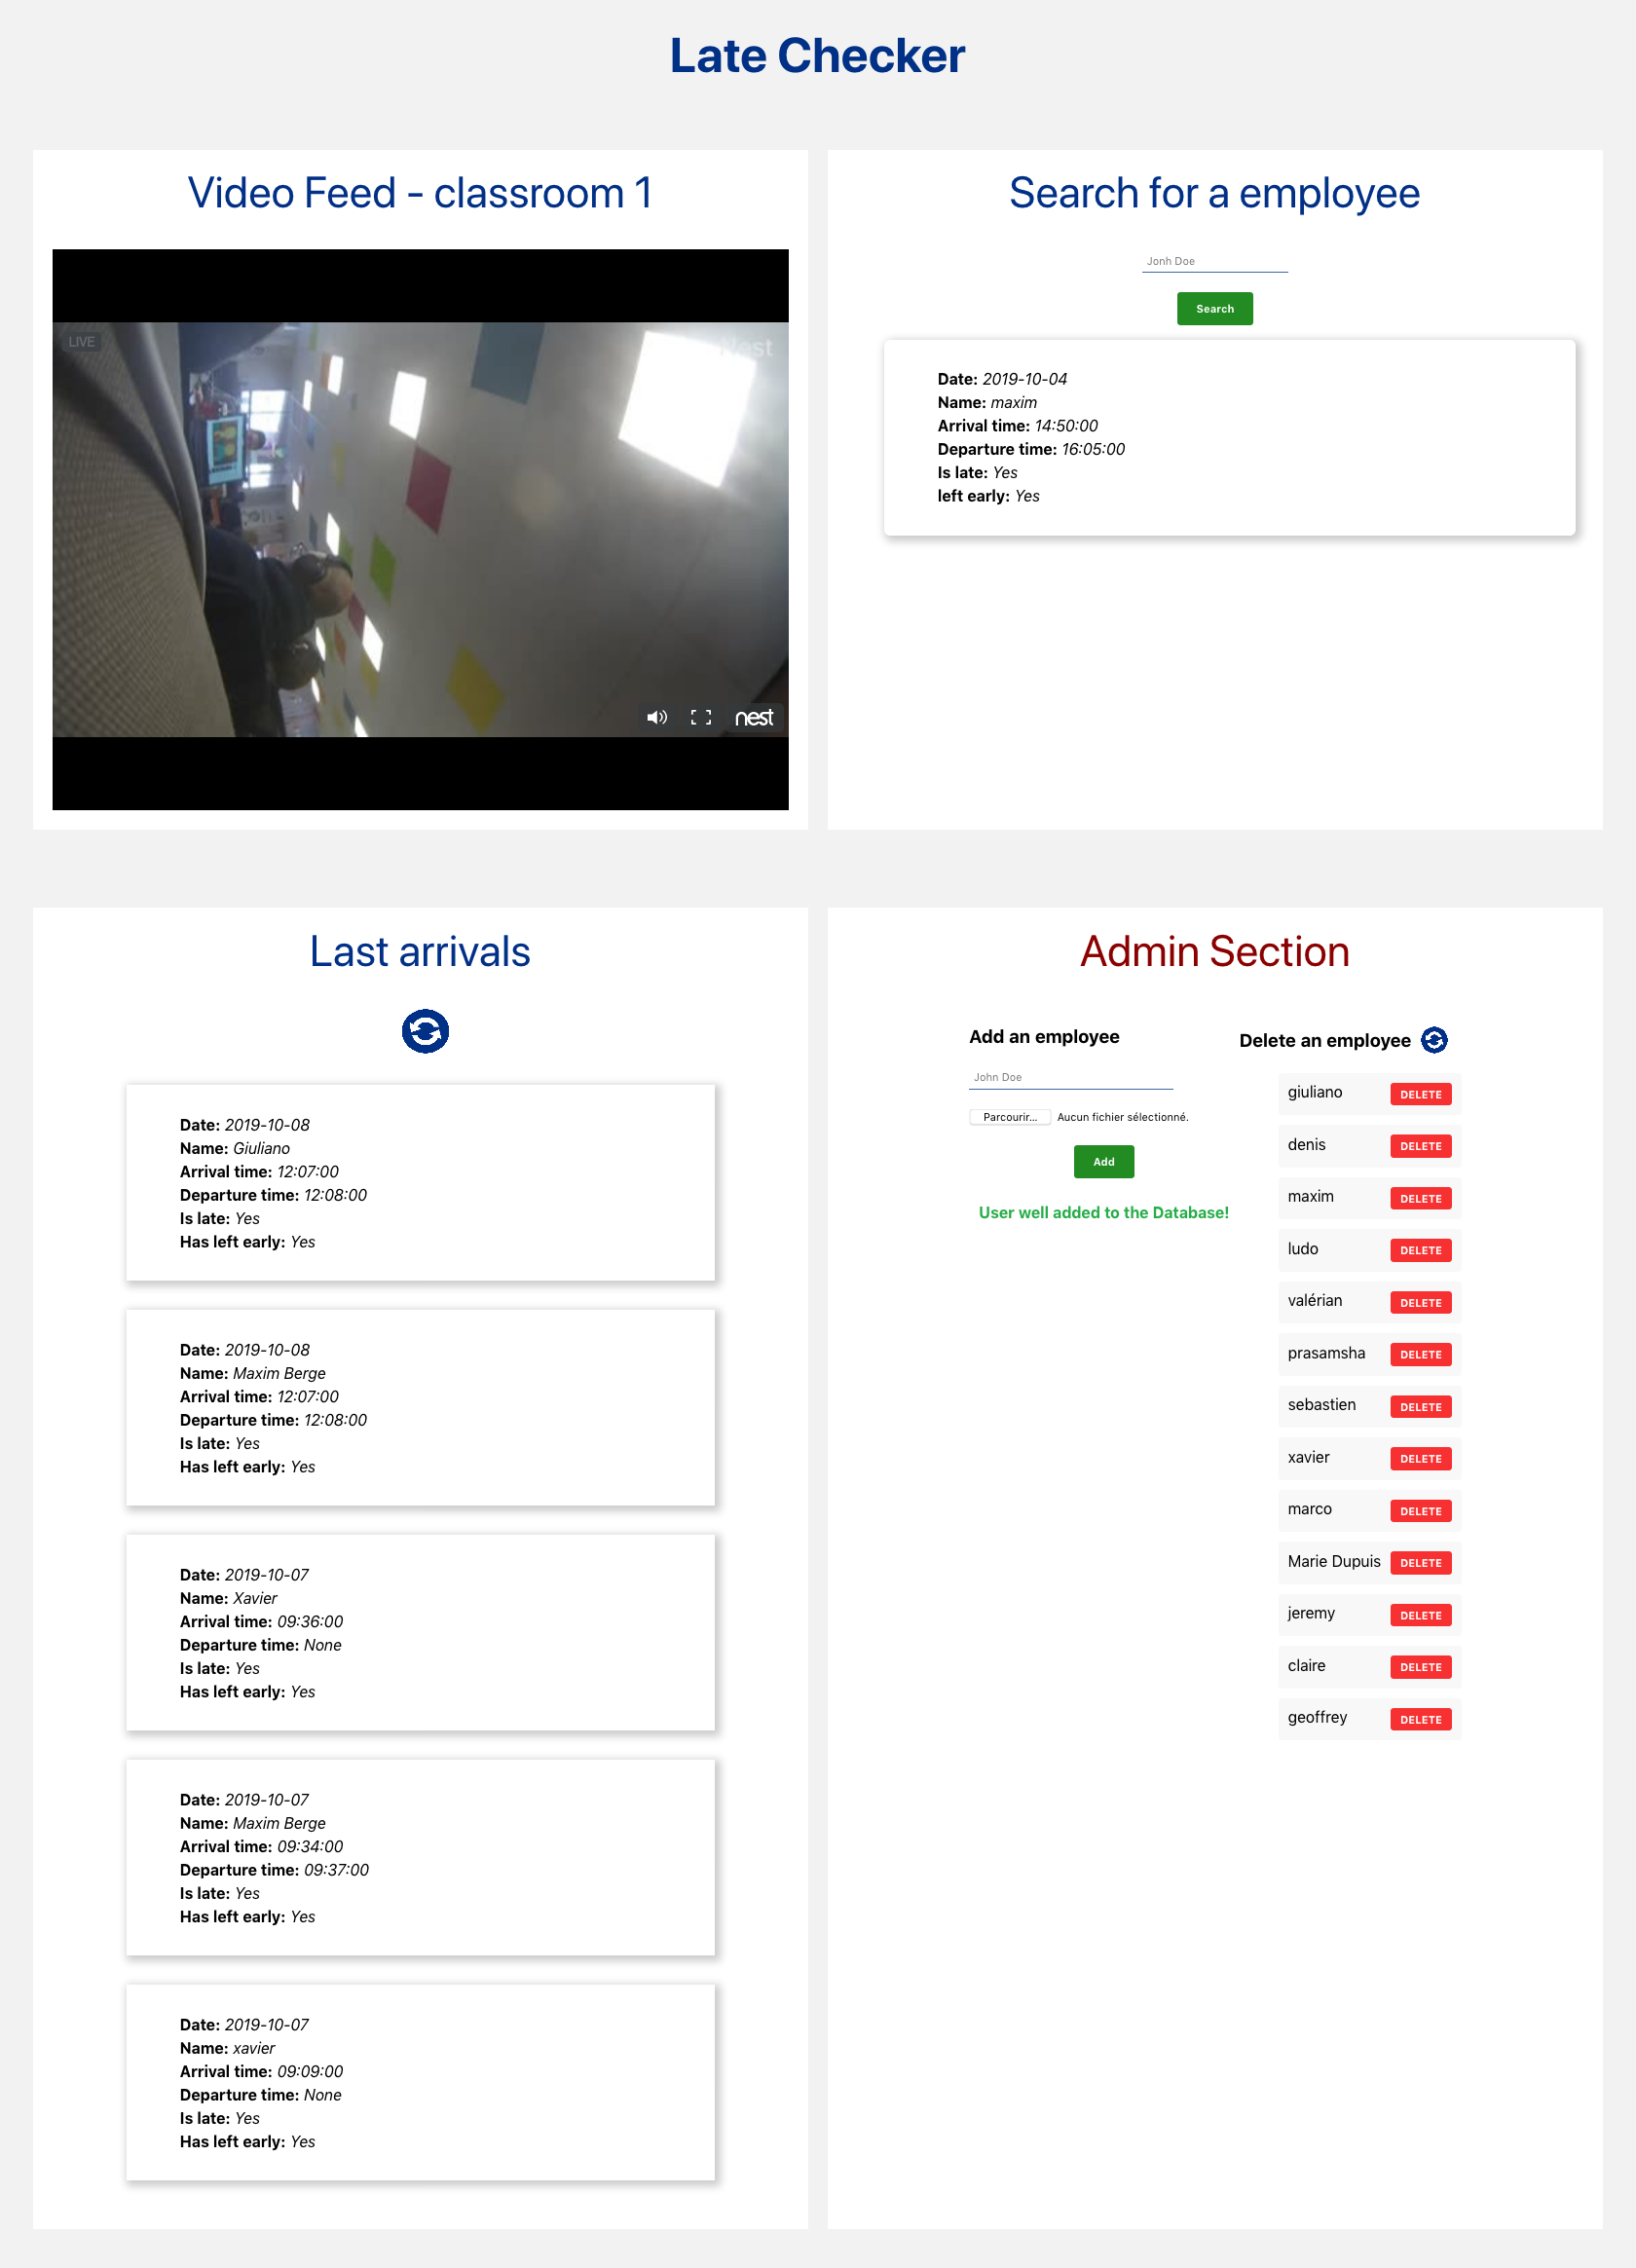 Late Checker
Video Feed - classroom 1
LIVE
Nest
nest
Search for a employee
Jonh Doe
Search
Date: 2019-10-04
Name: maxim
Arrival time: 14:50:00
Departure time: 16:05:00
Is late: Yes
left early: Yes
Last arrivals
Date: 2019-10-08
Name: Giuliano
Arrival time: 12:07:00
Departure time: 12:08:00
Is late: Yes
Has left early: Yes
Date: 2019-10-08
Name: Maxim Berge
Arrival time: 12:07:00
Departure time: 12:08:00
Is late: Yes
Has left early: Yes
Date: 2019-10-07
Name: Xavier
Arrival time: 09:36:00
Departure time: None
Is late: Yes
Has left early: Yes
Date: 2019-10-07
Name: Maxim Berge
Arrival time: 09:34:00
Departure time: 09:37:00
Is late: Yes
Has left early: Yes
Date: 2019-10-07
Name: xavier
Arrival time: 09:09:00
Departure time: None
Is late: Yes
Has left early: Yes
Admin Section
Add an employee
John Doe
Parcourir... Aucun fichier sélectionné.
Add
User well added to the Database!
Delete an employee
giuliano DELETE
denis DELETE
maxim DELETE
ludo DELETE
valérian DELETE
prasamsha DELETE
sebastien DELETE
xavier DELETE
marco DELETE
Marie Dupuis DELETE
jeremy DELETE
claire DELETE
geoffrey DELETE